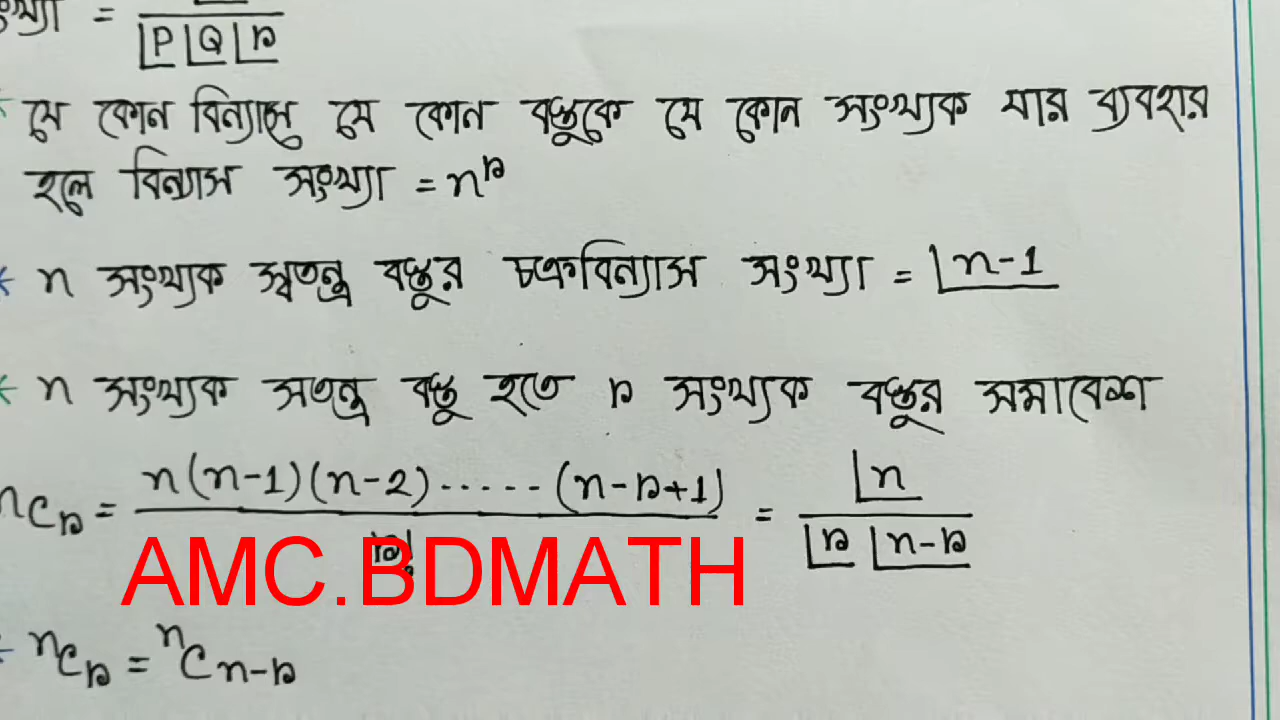 সংখ্যা = / ⌊P ⌊Q ⌊r
* যে কোন বিন্যাসে যে কোন বস্তুকে যে কোন সংখ্যক যার ব্যবহার
হলে বিন্যাস সংখ্যা = n^r
* n সংখ্যক স্বতন্ত্র বস্তুর চক্রবিন্যাস সংখ্যা = ⌊n-1
* n সংখ্যক সতন্ত্র বস্তু হতে r সংখ্যক বস্তুর সমাবেশ
nCr = n(n-1)(n-2).....(n-r+1) / r! = ⌊n / ⌊r ⌊n-r
AMC.BDMATH
* nCr = nCn-r